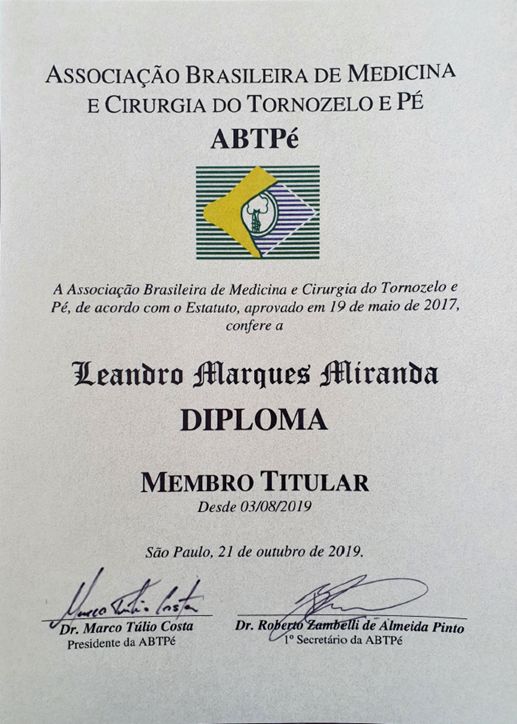 ASSOCIAÇÃO BRASILEIRA DE MEDICINA
E CIRURGIA DO TORNOZELO E PÉ
ABTPé
A Associação Brasileira de Medicina e Cirurgia do Tornozelo e
Pé, de acordo com o Estatuto, aprovado em 19 de maio de 2017,
confere a
Leandro Marques Miranda
DIPLOMA
MEMBRO TITULAR
Desde 03/08/2019
São Paulo, 21 de outubro de 2019.
Marco Túlio Costa
Dr. Marco Túlio Costa
Presidente da ABTPé
Dr. Roberto Zambelli de Almeida Pinto
1º Secretário da ABTPé